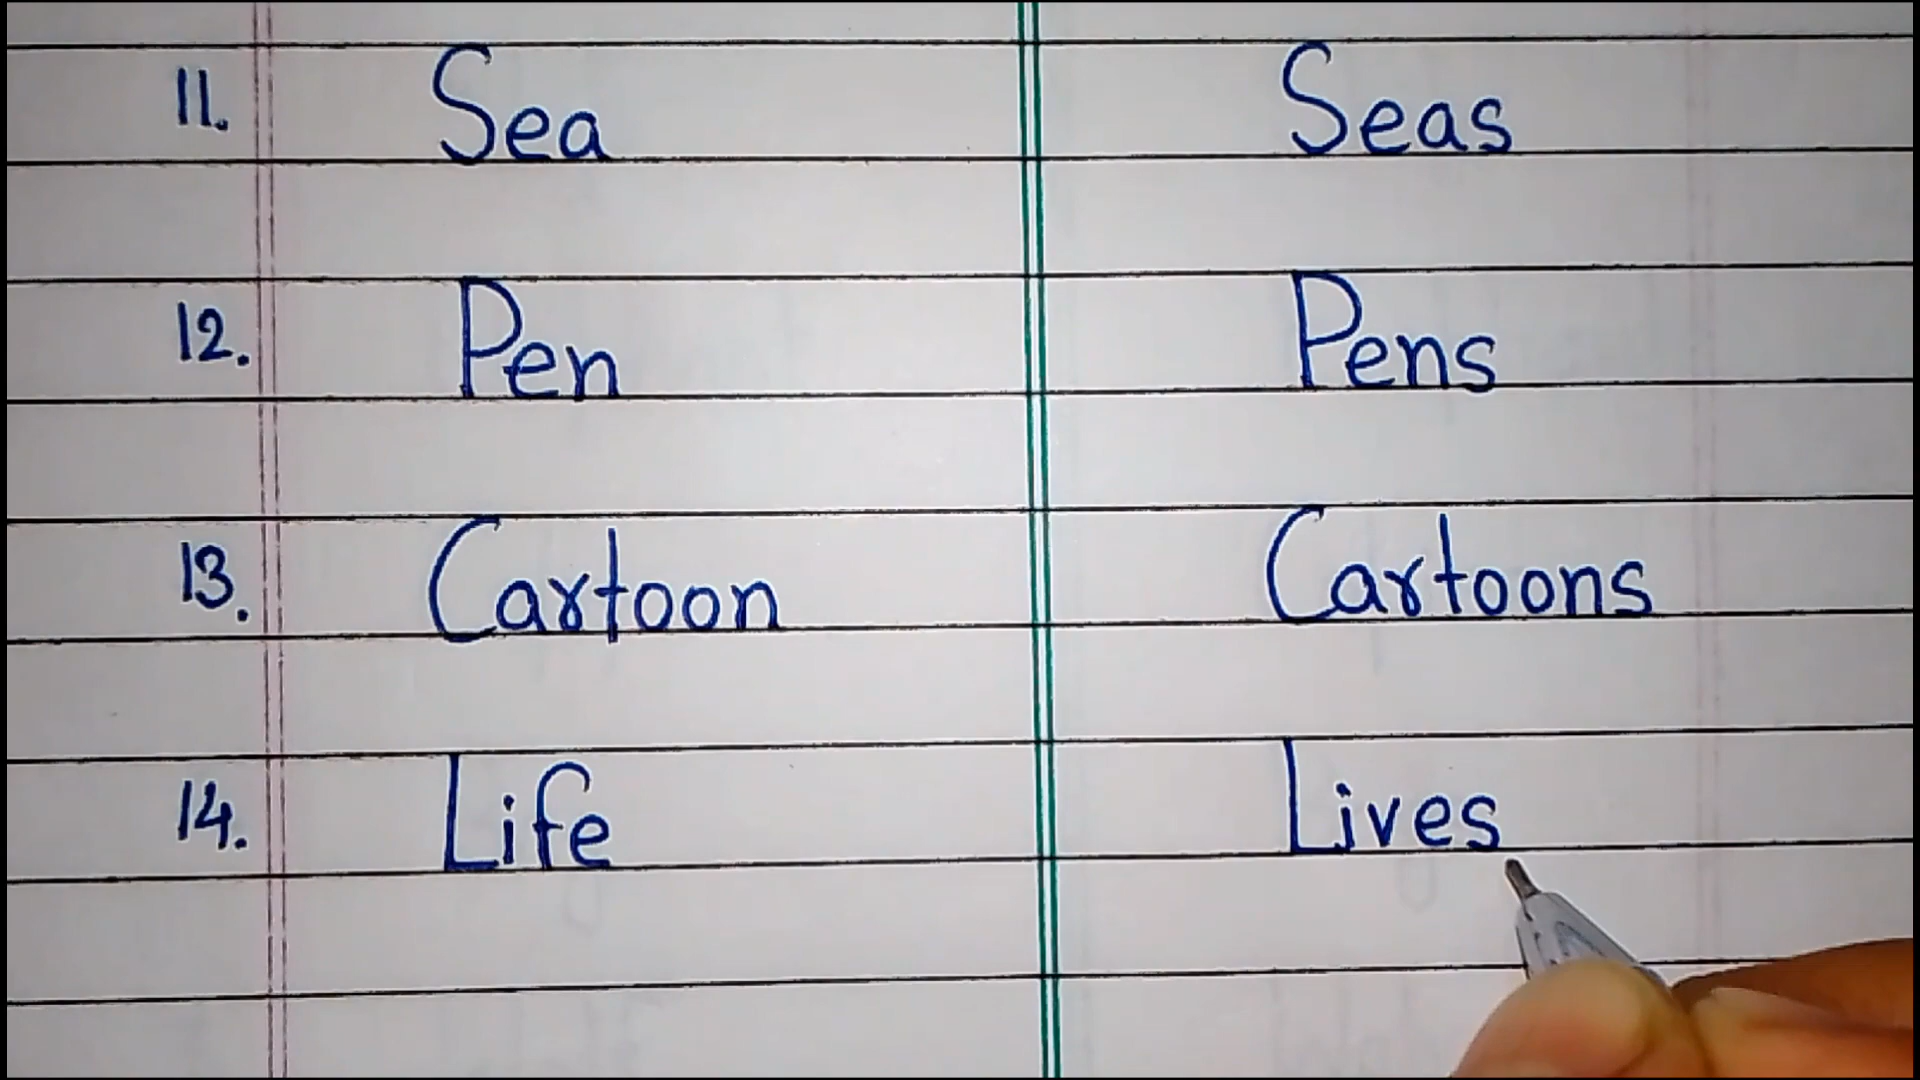 11. Sea Seas
12. Pen Pens
13. Cartoon Cartoons
14. Life Lives